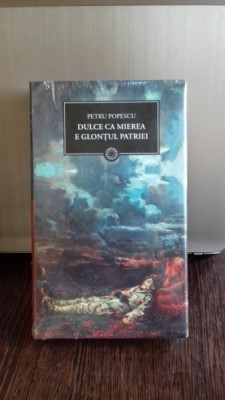 PETRU POPESCU
DULCE CA MIEREA
E GLONȚUL PATRIEI